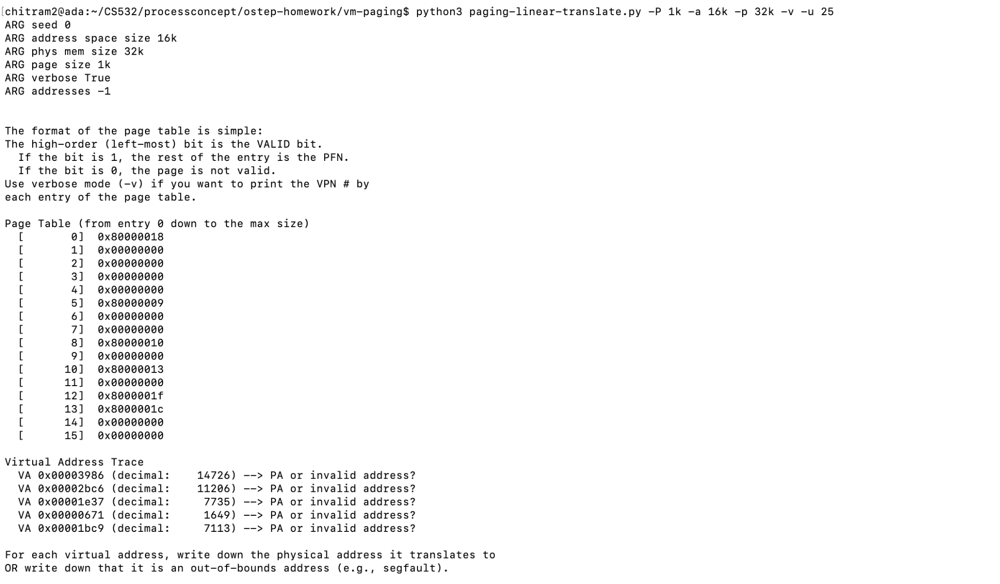 [chitram2@ada:~/CS532/processconcept/ostep-homework/vm-paging$ python3 paging-linear-translate.py -P 1k -a 16k -p 32k -v -u 25
ARG seed 0
ARG address space size 16k
ARG phys mem size 32k
ARG page size 1k
ARG verbose True
ARG addresses -1
The format of the page table is simple:
The high-order (left-most) bit is the VALID bit.
  If the bit is 1, the rest of the entry is the PFN.
  If the bit is 0, the page is not valid.
Use verbose mode (-v) if you want to print the VPN # by
each entry of the page table.
Page Table (from entry 0 down to the max size)
  [       0]  0x80000018
  [       1]  0x00000000
  [       2]  0x00000000
  [       3]  0x00000000
  [       4]  0x00000000
  [       5]  0x80000009
  [       6]  0x00000000
  [       7]  0x00000000
  [       8]  0x80000010
  [       9]  0x00000000
  [      10]  0x80000013
  [      11]  0x00000000
  [      12]  0x8000001f
  [      13]  0x8000001c
  [      14]  0x00000000
  [      15]  0x00000000
Virtual Address Trace
  VA 0x00003986 (decimal:    14726) --> PA or invalid address?
  VA 0x00002bc6 (decimal:    11206) --> PA or invalid address?
  VA 0x00001e37 (decimal:     7735) --> PA or invalid address?
  VA 0x00000671 (decimal:     1649) --> PA or invalid address?
  VA 0x00001bc9 (decimal:     7113) --> PA or invalid address?
For each virtual address, write down the physical address it translates to
OR write down that it is an out-of-bounds address (e.g., segfault).